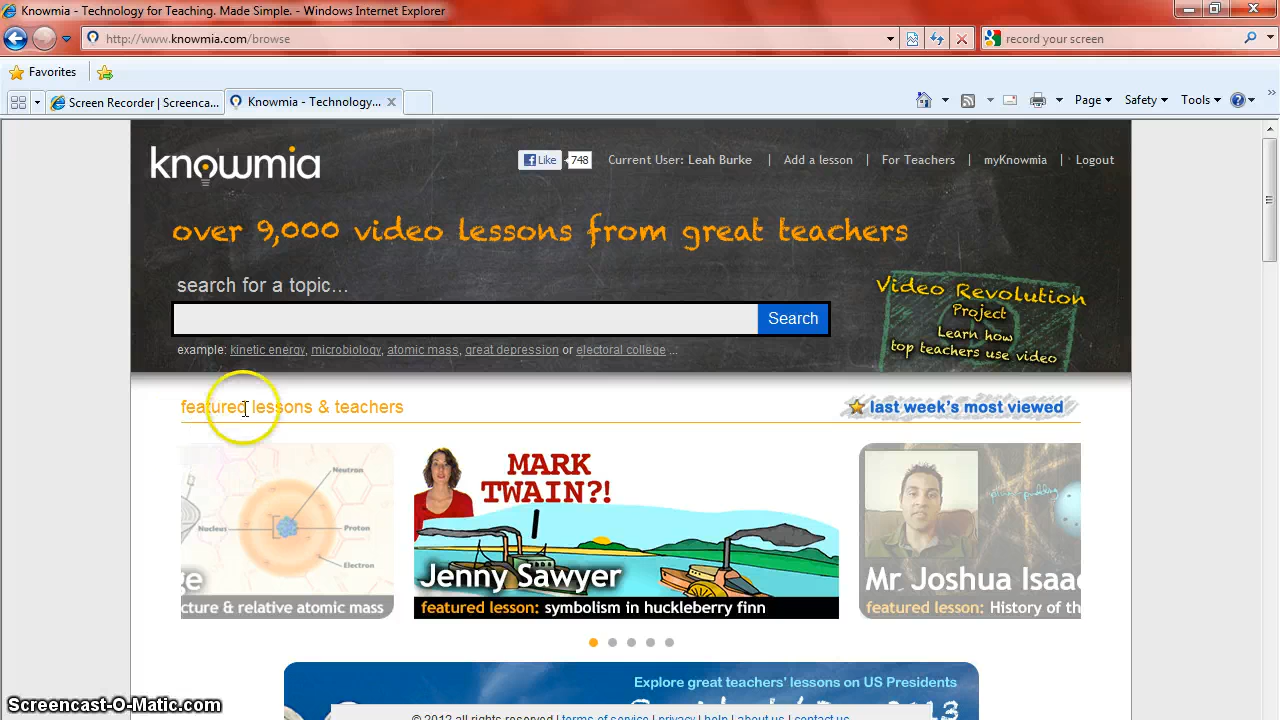 Knowmia - Technology for Teaching. Made Simple. - Windows Internet Explorer
http://www.knowmia.com/browse
record your screen
Favorites
Screen Recorder | Screenca...
Knowmia - Technology...
Page
Safety
Tools
knowmia
Like
748
Current User: Leah Burke | Add a lesson | For Teachers | myKnowmia | Logout
over 9,000 video lessons from great teachers
search for a topic...
Search
example: kinetic energy, microbiology, atomic mass, great depression or electoral college ...
Video Revolution
Project
Learn how
top teachers use video
featured lessons & teachers
last week's most viewed
Neutron
Nucleus
Proton
Electron
ge
cture & relative atomic mass
MARK
TWAIN?!
Jenny Sawyer
featured lesson: symbolism in huckleberry finn
Mr Joshua Isaa
featured lesson: History of th
Explore great teachers' lessons on US Presidents
© 2012 all rights reserved | terms of service | privacy | help | about us | contact us
Screencast-O-Matic.com